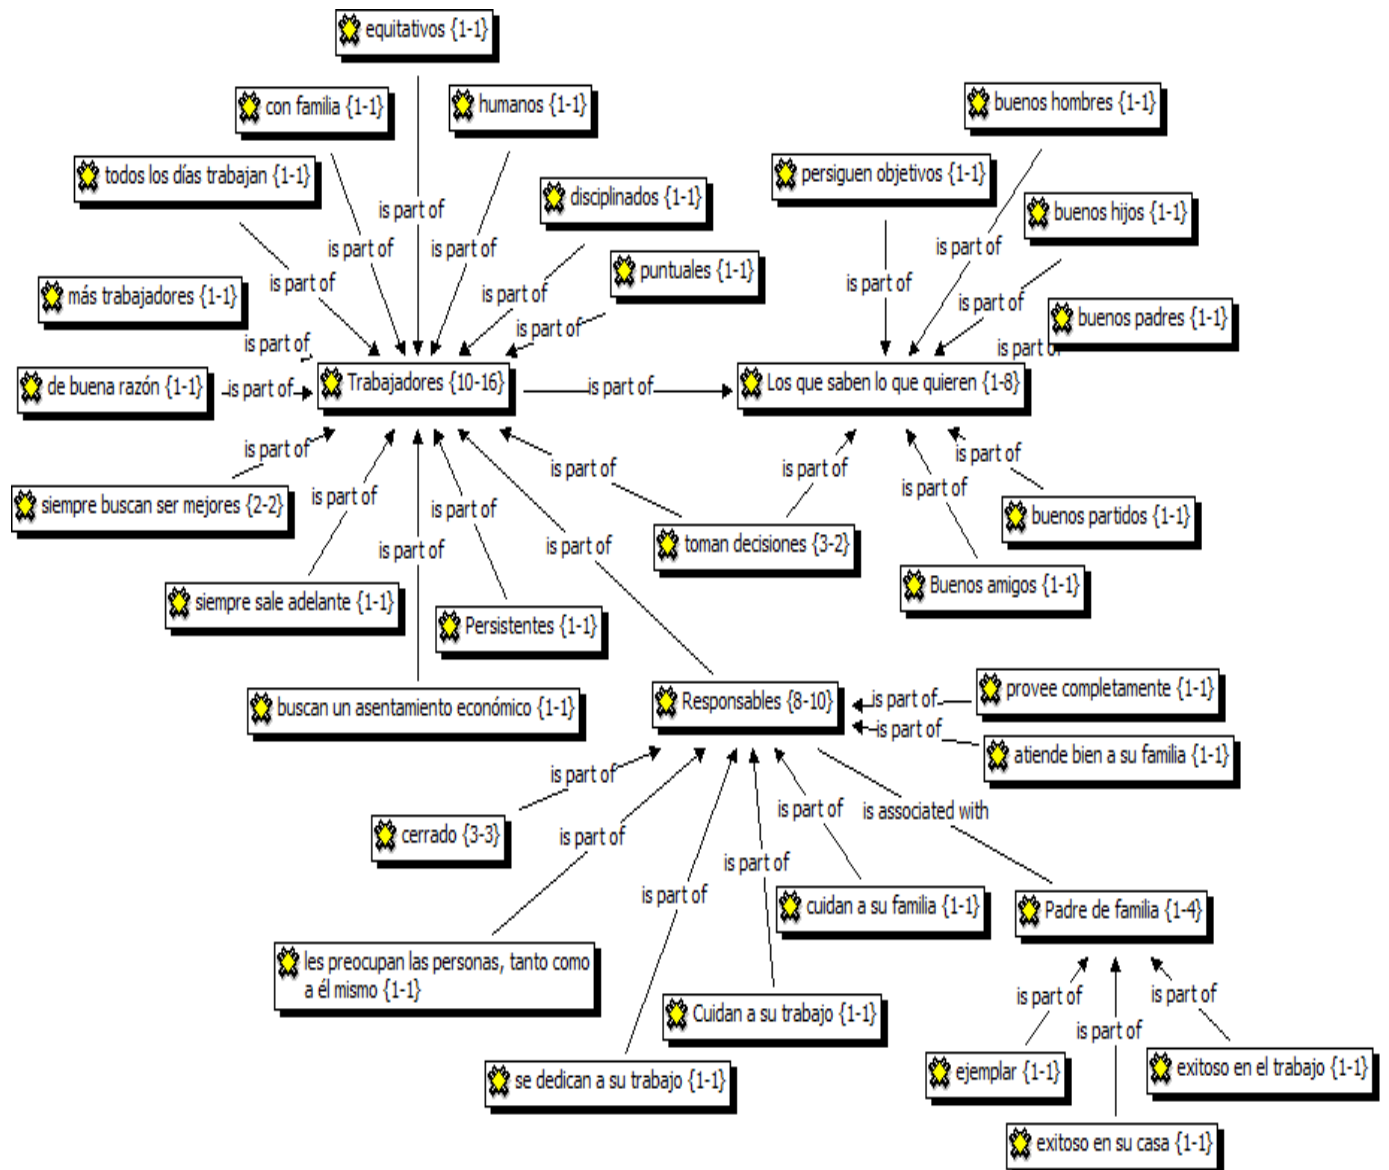 equitativos {1-1}
con familia {1-1}
humanos {1-1}
buenos hombres {1-1}
todos los días trabajan {1-1}
persiguen objetivos {1-1}
disciplinados {1-1}
buenos hijos {1-1}
is part of
is part of
is part of
is part of
puntuales {1-1}
is part of
is part of
is part of
is part of
is part of
más trabajadores {1-1}
is part of
buenos padres {1-1}
is part of
is part of
de buena razón {1-1}
is part of
Trabajadores {10-16}
is part of
Los que saben lo que quieren {1-8}
is part of
is part of
is part of
is part of
is part of
siempre buscan ser mejores {2-2}
is part of
is part of
is part of
buenos partidos {1-1}
toman decisiones {3-2}
is part of
is part of
Buenos amigos {1-1}
siempre sale adelante {1-1}
Persistentes {1-1}
buscan un asentamiento económico {1-1}
Responsables {8-10}
provee completamente {1-1}
is part of
is part of
atiende bien a su familia {1-1}
is part of
is part of
is associated with
cerrado {3-3}
is part of
is part of
is part of
cuidan a su familia {1-1}
Padre de familia {1-4}
les preocupan las personas, tanto como
a él mismo {1-1}
is part of
is part of
Cuidan a su trabajo {1-1}
is part of
se dedican a su trabajo {1-1}
ejemplar {1-1}
exitoso en el trabajo {1-1}
exitoso en su casa {1-1}